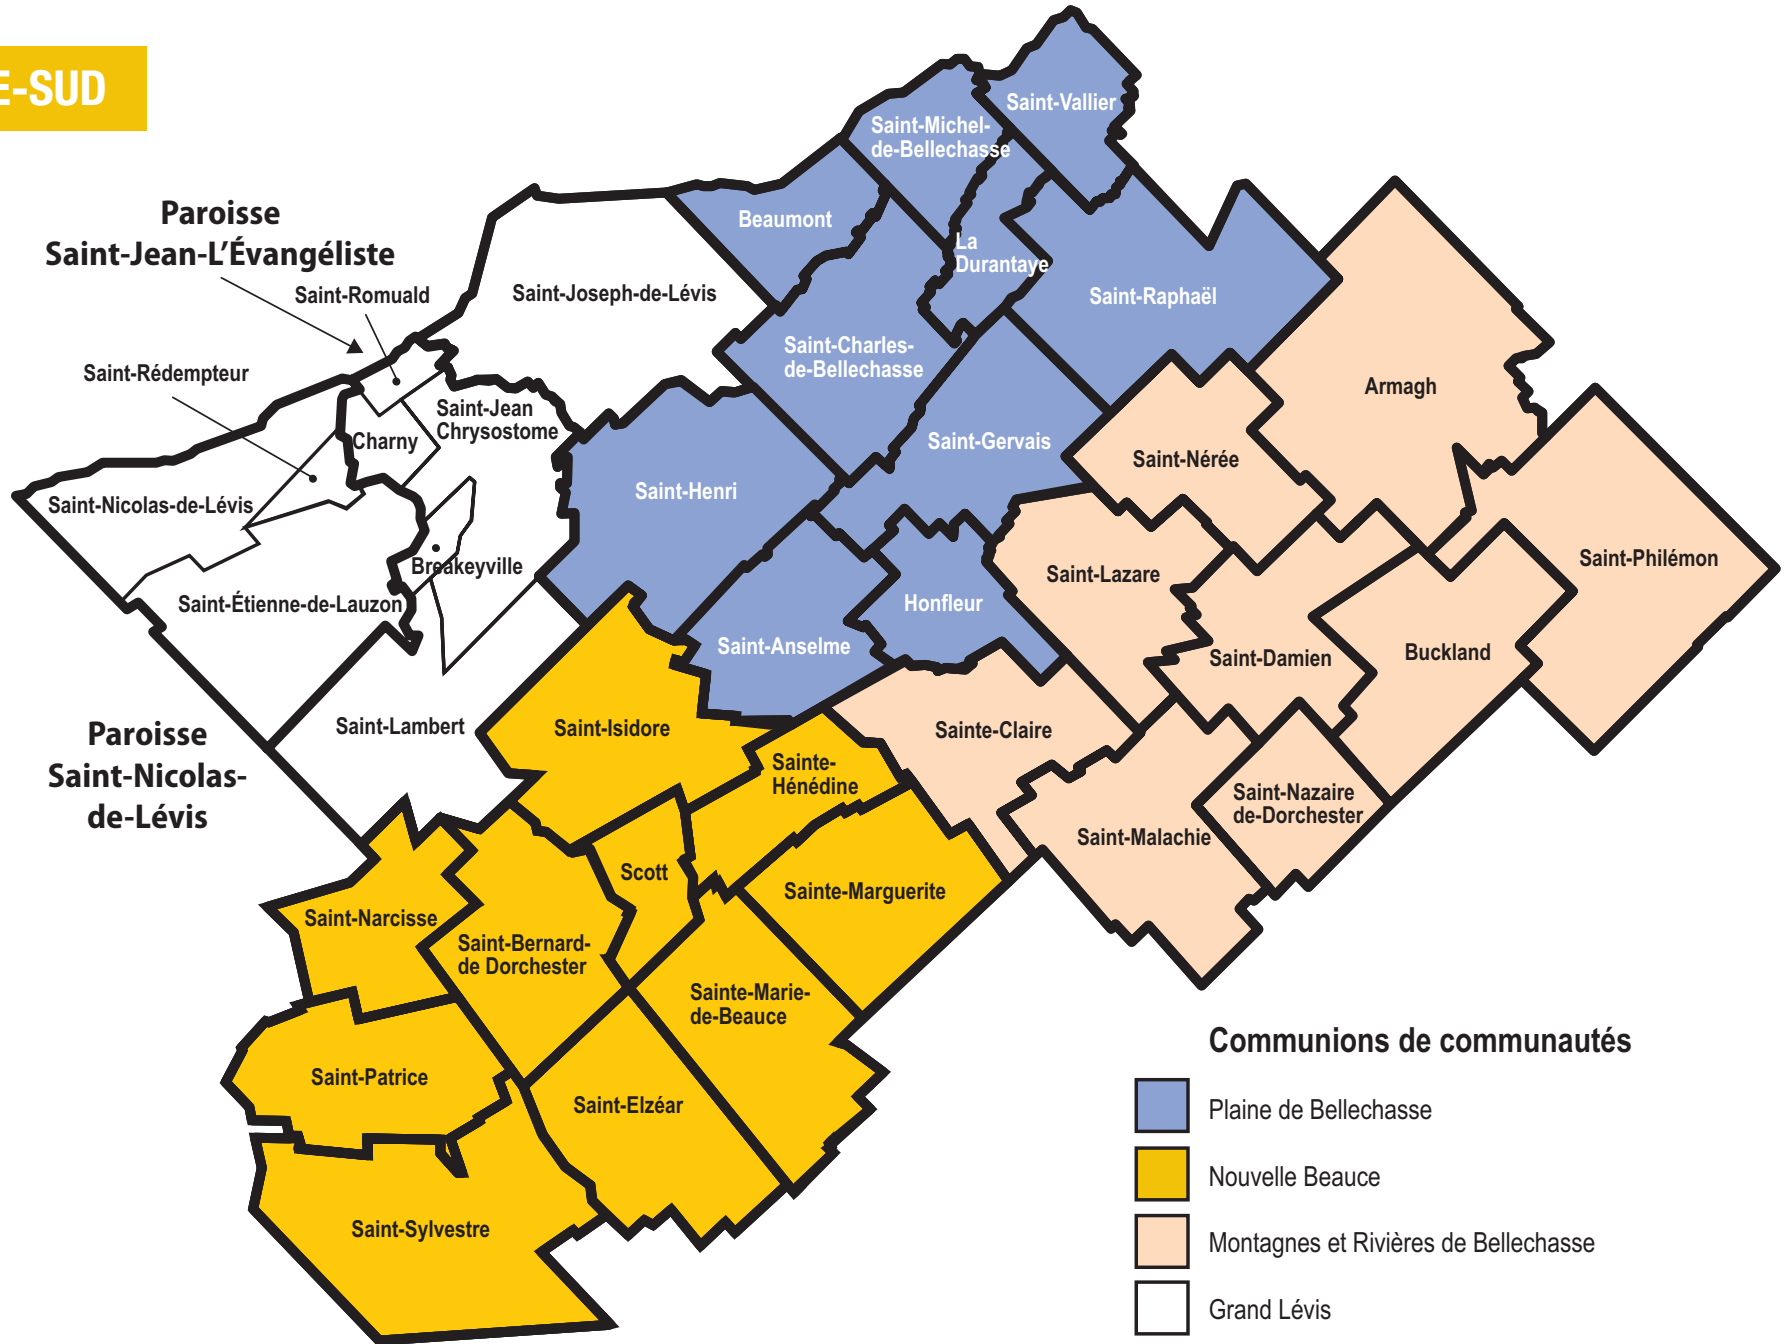 E-SUD
Paroisse
Saint-Jean-L'Évangéliste
Saint-Romuald
Saint-Rédempteur
Saint-Joseph-de-Lévis
Saint-Vallier
Saint-Michel-
de-Bellechasse
Beaumont
La
Durantaye
Saint-Raphaël
Saint-Charles-
de-Bellechasse
Armagh
Saint-Jean
Chrysostome
Charny
Saint-Gervais
Saint-Nérée
Saint-Henri
Saint-Nicolas-de-Lévis
Saint-Philémon
Breakeyville
Saint-Lazare
Saint-Étienne-de-Lauzon
Honfleur
Saint-Anselme
Saint-Damien
Buckland
Saint-Lambert
Saint-Isidore
Sainte-Claire
Paroisse
Saint-Nicolas-
de-Lévis
Sainte-
Hénédine
Saint-Nazaire
de-Dorchester
Saint-Malachie
Scott
Sainte-Marguerite
Saint-Narcisse
Saint-Bernard-
de Dorchester
Sainte-Marie-
de-Beauce
Saint-Patrice
Saint-Elzéar
Saint-Sylvestre
Communions de communautés
Plaine de Bellechasse
Nouvelle Beauce
Montagnes et Rivières de Bellechasse
Grand Lévis